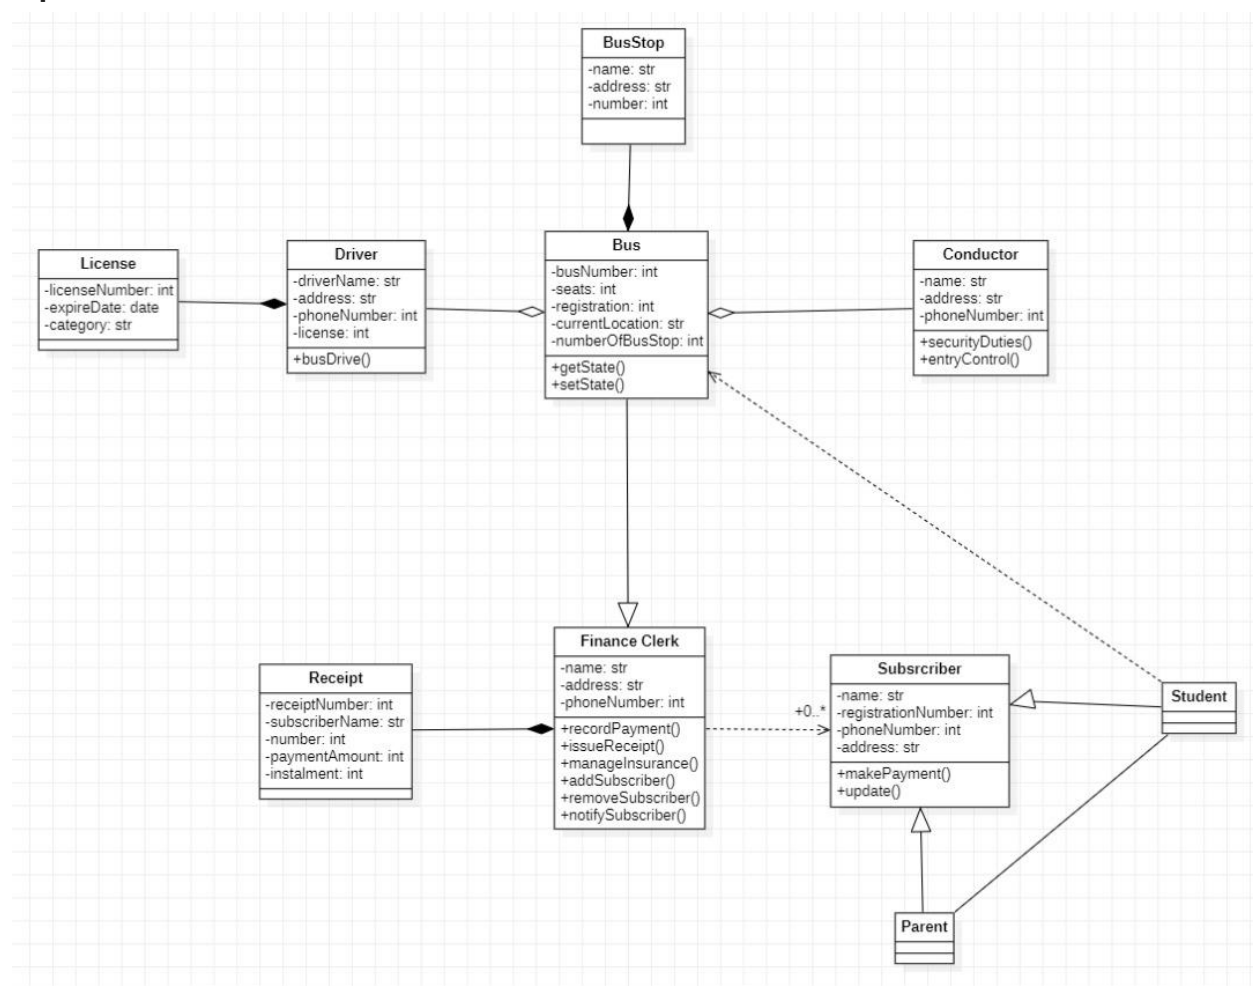 BusStop
-name: str
-address: str
-number: int
License
-licenseNumber: int
-expireDate: date
-category: str
Driver
-driverName: str
-address: str
-phoneNumber: int
-license: int
+busDrive()
Bus
-busNumber: int
-seats: int
-registration: int
-currentLocation: str
-numberOfBusStop: int
+getState()
+setState()
Conductor
-name: str
-address: str
-phoneNumber: int
+securityDuties()
+entryControl()
Receipt
-receiptNumber: int
-subscriberName: str
-number: int
-paymentAmount: int
-instalment: int
Finance Clerk
-name: str
-address: str
-phoneNumber: int
+recordPayment()
+issueReceipt()
+manageInsurance()
+addSubscriber()
+removeSubscriber()
+notifySubscriber()
+0..*
Subsrcriber
-name: str
-registrationNumber: int
-phoneNumber: int
-address: str
+makePayment()
+update()
Student
Parent